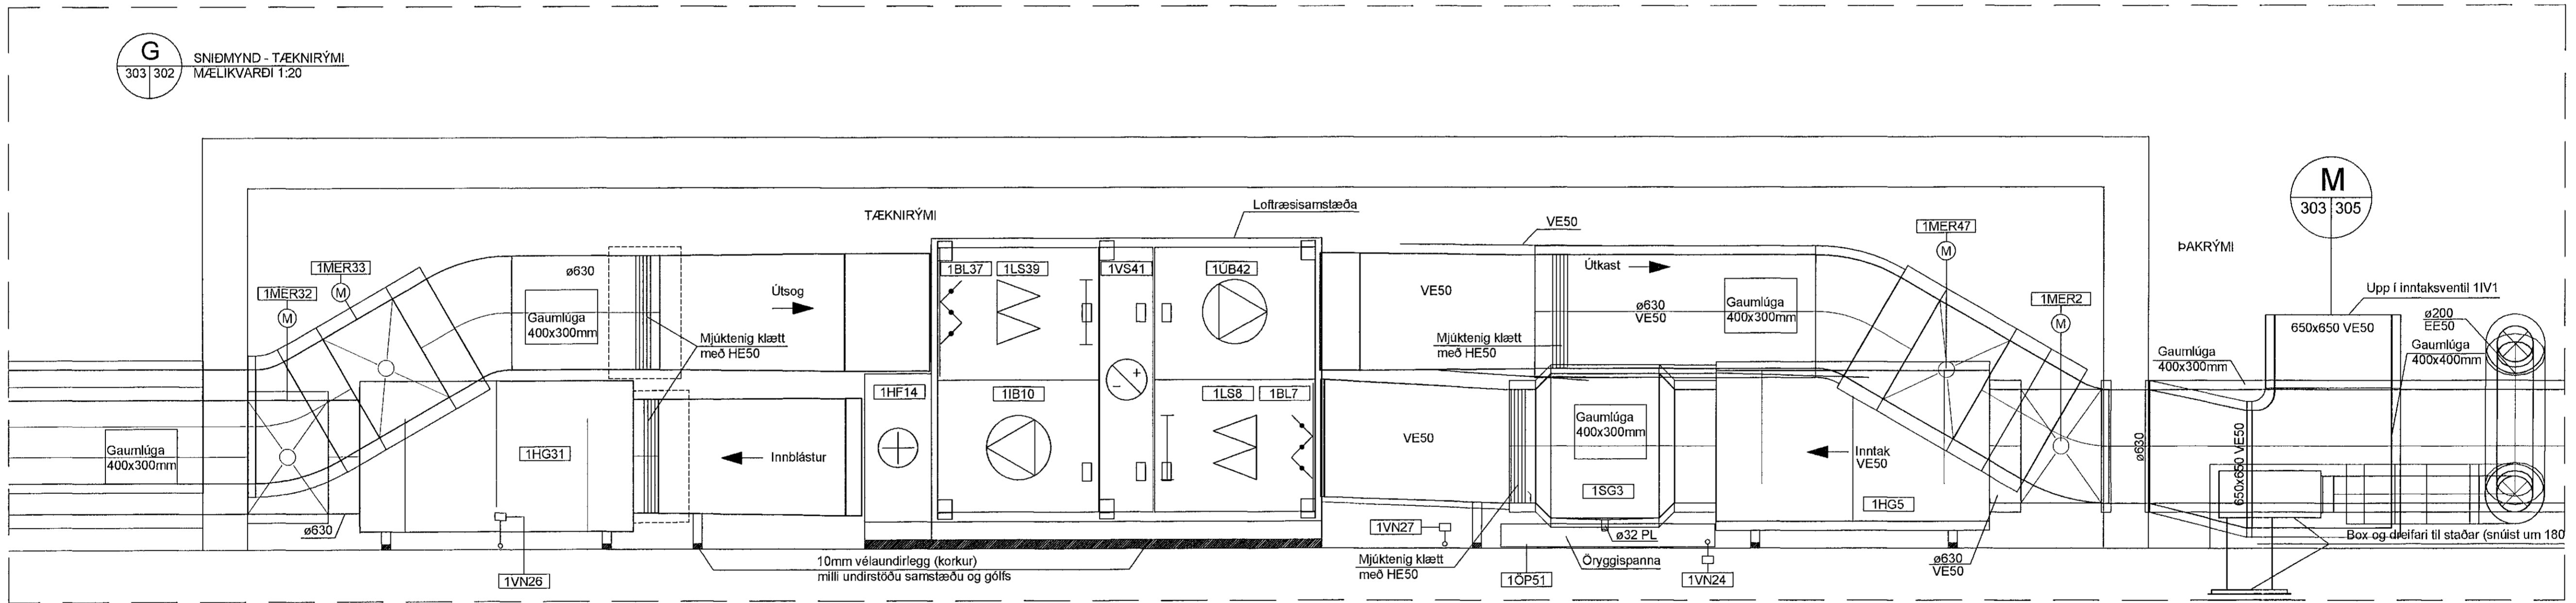 G
303 302
SNIÐMYND - TÆKNIRÝMI
MÆLIKVARÐI 1:20
M
303 305
TÆKNIRÝMI
Loftræsisamstæða
VE50
1MER47
M
ÞAKRÝMI
1MER33
M
1MER32
M
ø630
Gaumlúga
400x300mm
Útsog
Mjúktenig klætt
með HE50
1BL37
1LS39
1VS41
1ÚB42
VE50
Útkast
ø630
VE50
Gaumlúga
400x300mm
Mjúktenig klætt
með HE50
1MER2
M
Upp í inntaksventil 1IV1
650x650 VE50
ø200
EE50
Gaumlúga
400x400mm
Gaumlúga
400x300mm
1HF14
1IB10
+
−
1LS8
1BL7
VE50
Gaumlúga
400x300mm
Gaumlúga
400x300mm
1HG31
Innblástur
Inntak
VE50
ø630
650x650 VE50
1SG3
1HG5
ø630
1VN27
ø32 PL
Box og dreifari til staðar (snúist um 180
10mm vélaundirlegg (korkur)
milli undirstöðu samstæðu og gólfs
Mjúktenig klætt
með HE50
Öryggispanna
ø630
VE50
1VN26
1ÖP51
1VN24